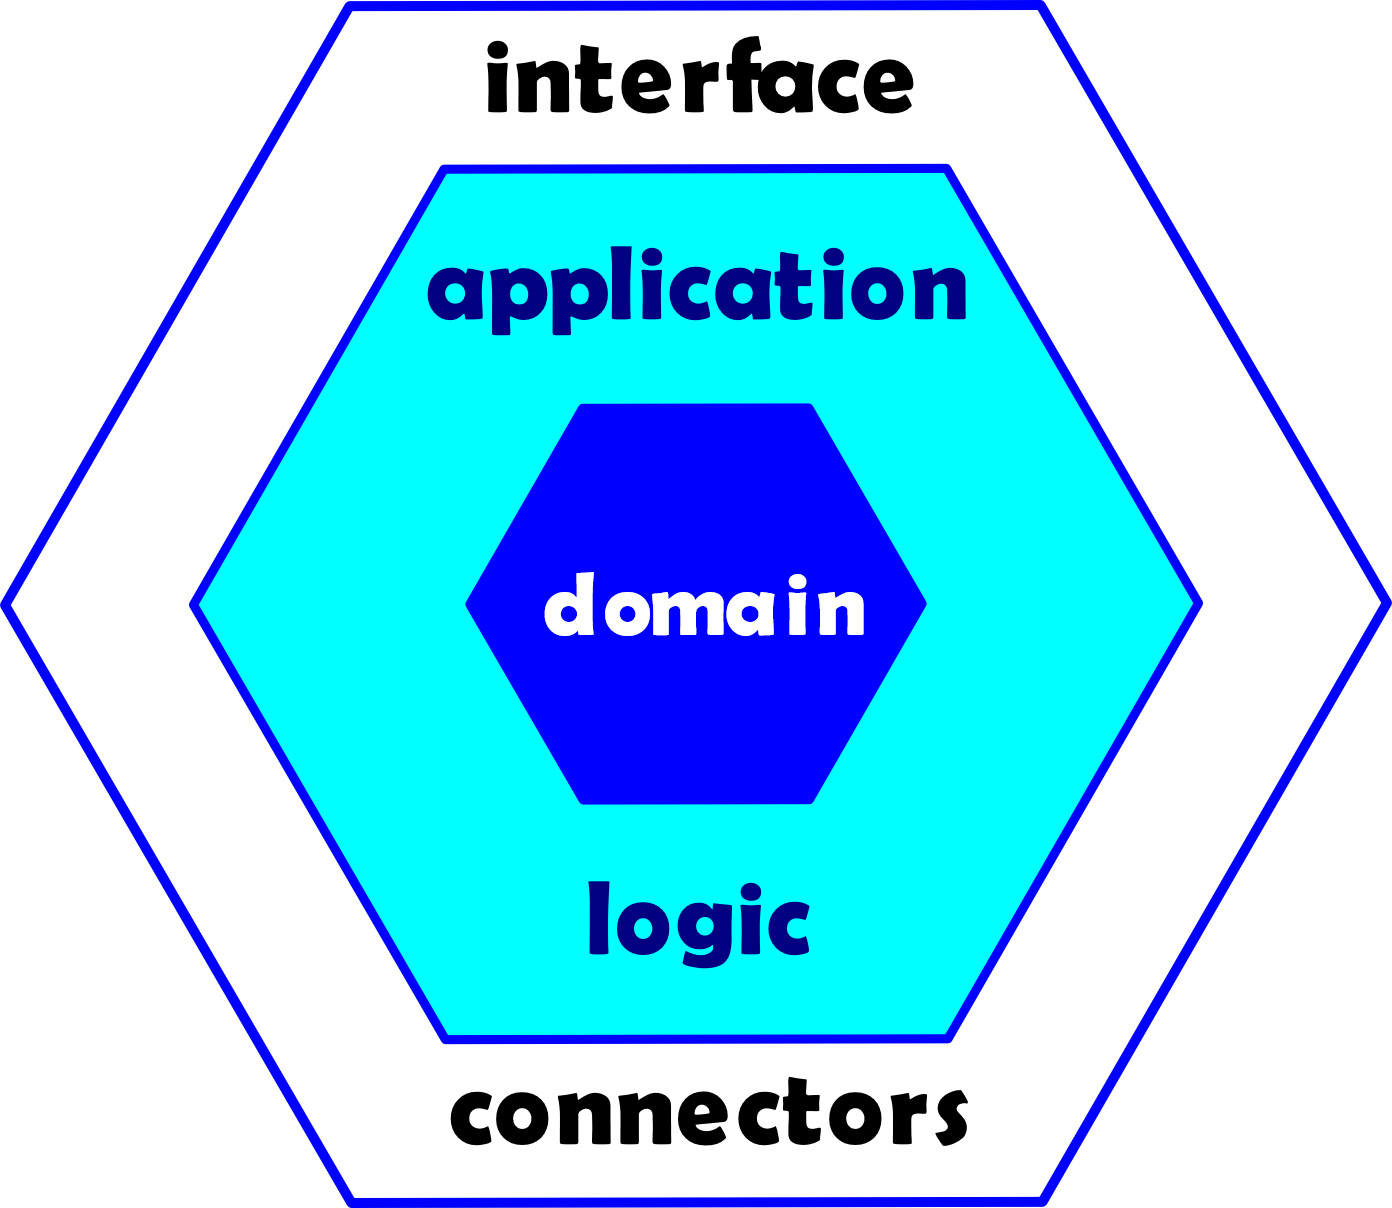 interface
application
domain
logic
connectors